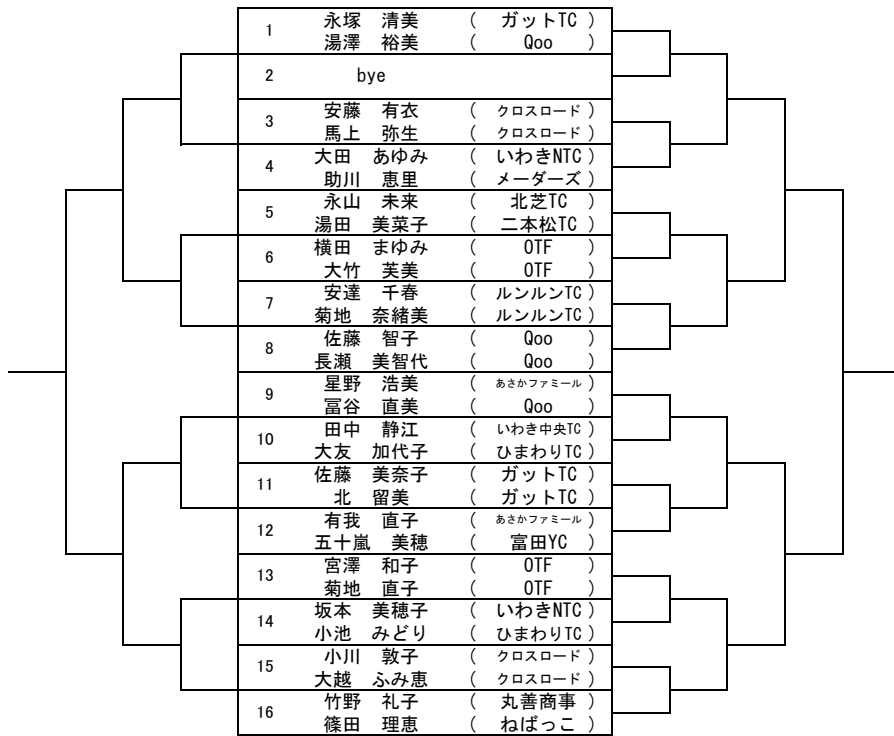 1
永塚 清美 ( ガットTC )
湯澤 裕美 ( Qoo )
2 bye
3
安藤 有衣 ( クロスロード )
馬上 弥生 ( クロスロード )
4
大田 あゆみ ( いわきNTC )
助川 恵里 ( メーダーズ )
5
永山 未来 ( 北芝TC )
湯田 美菜子 ( 二本松TC )
6
横田 まゆみ ( OTF )
大竹 芙美 ( OTF )
7
安達 千春 ( ルンルンTC )
菊地 奈緒美 ( ルンルンTC )
8
佐藤 智子 ( Qoo )
長瀬 美智代 ( Qoo )
9
星野 浩美 ( あさかファミール )
冨谷 直美 ( Qoo )
10
田中 静江 ( いわき中央TC )
大友 加代子 ( ひまわりTC )
11
佐藤 美奈子 ( ガットTC )
北 留美 ( ガットTC )
12
有我 直子 ( あさかファミール )
五十嵐 美穂 ( 富田YC )
13
宮澤 和子 ( OTF )
菊地 直子 ( OTF )
14
坂本 美穂子 ( いわきNTC )
小池 みどり ( ひまわりTC )
15
小川 敦子 ( クロスロード )
大越 ふみ恵 ( クロスロード )
16
竹野 礼子 ( 丸善商事 )
篠田 理恵 ( ねばっこ )